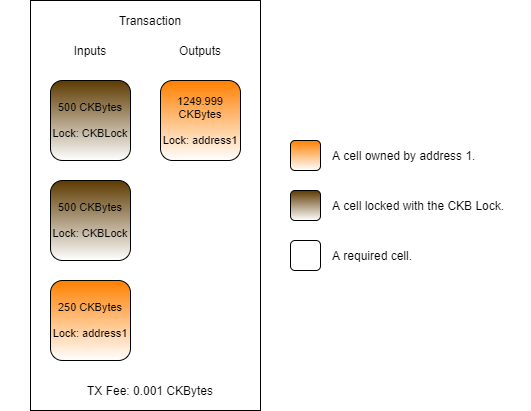 Transaction
Inputs
Outputs
500 CKBytes
Lock: CKBLock
1249.999
CKBytes
Lock: address1
500 CKBytes
Lock: CKBLock
250 CKBytes
Lock: address1
TX Fee: 0.001 CKBytes
A cell owned by address 1.
A cell locked with the CKB Lock.
A required cell.